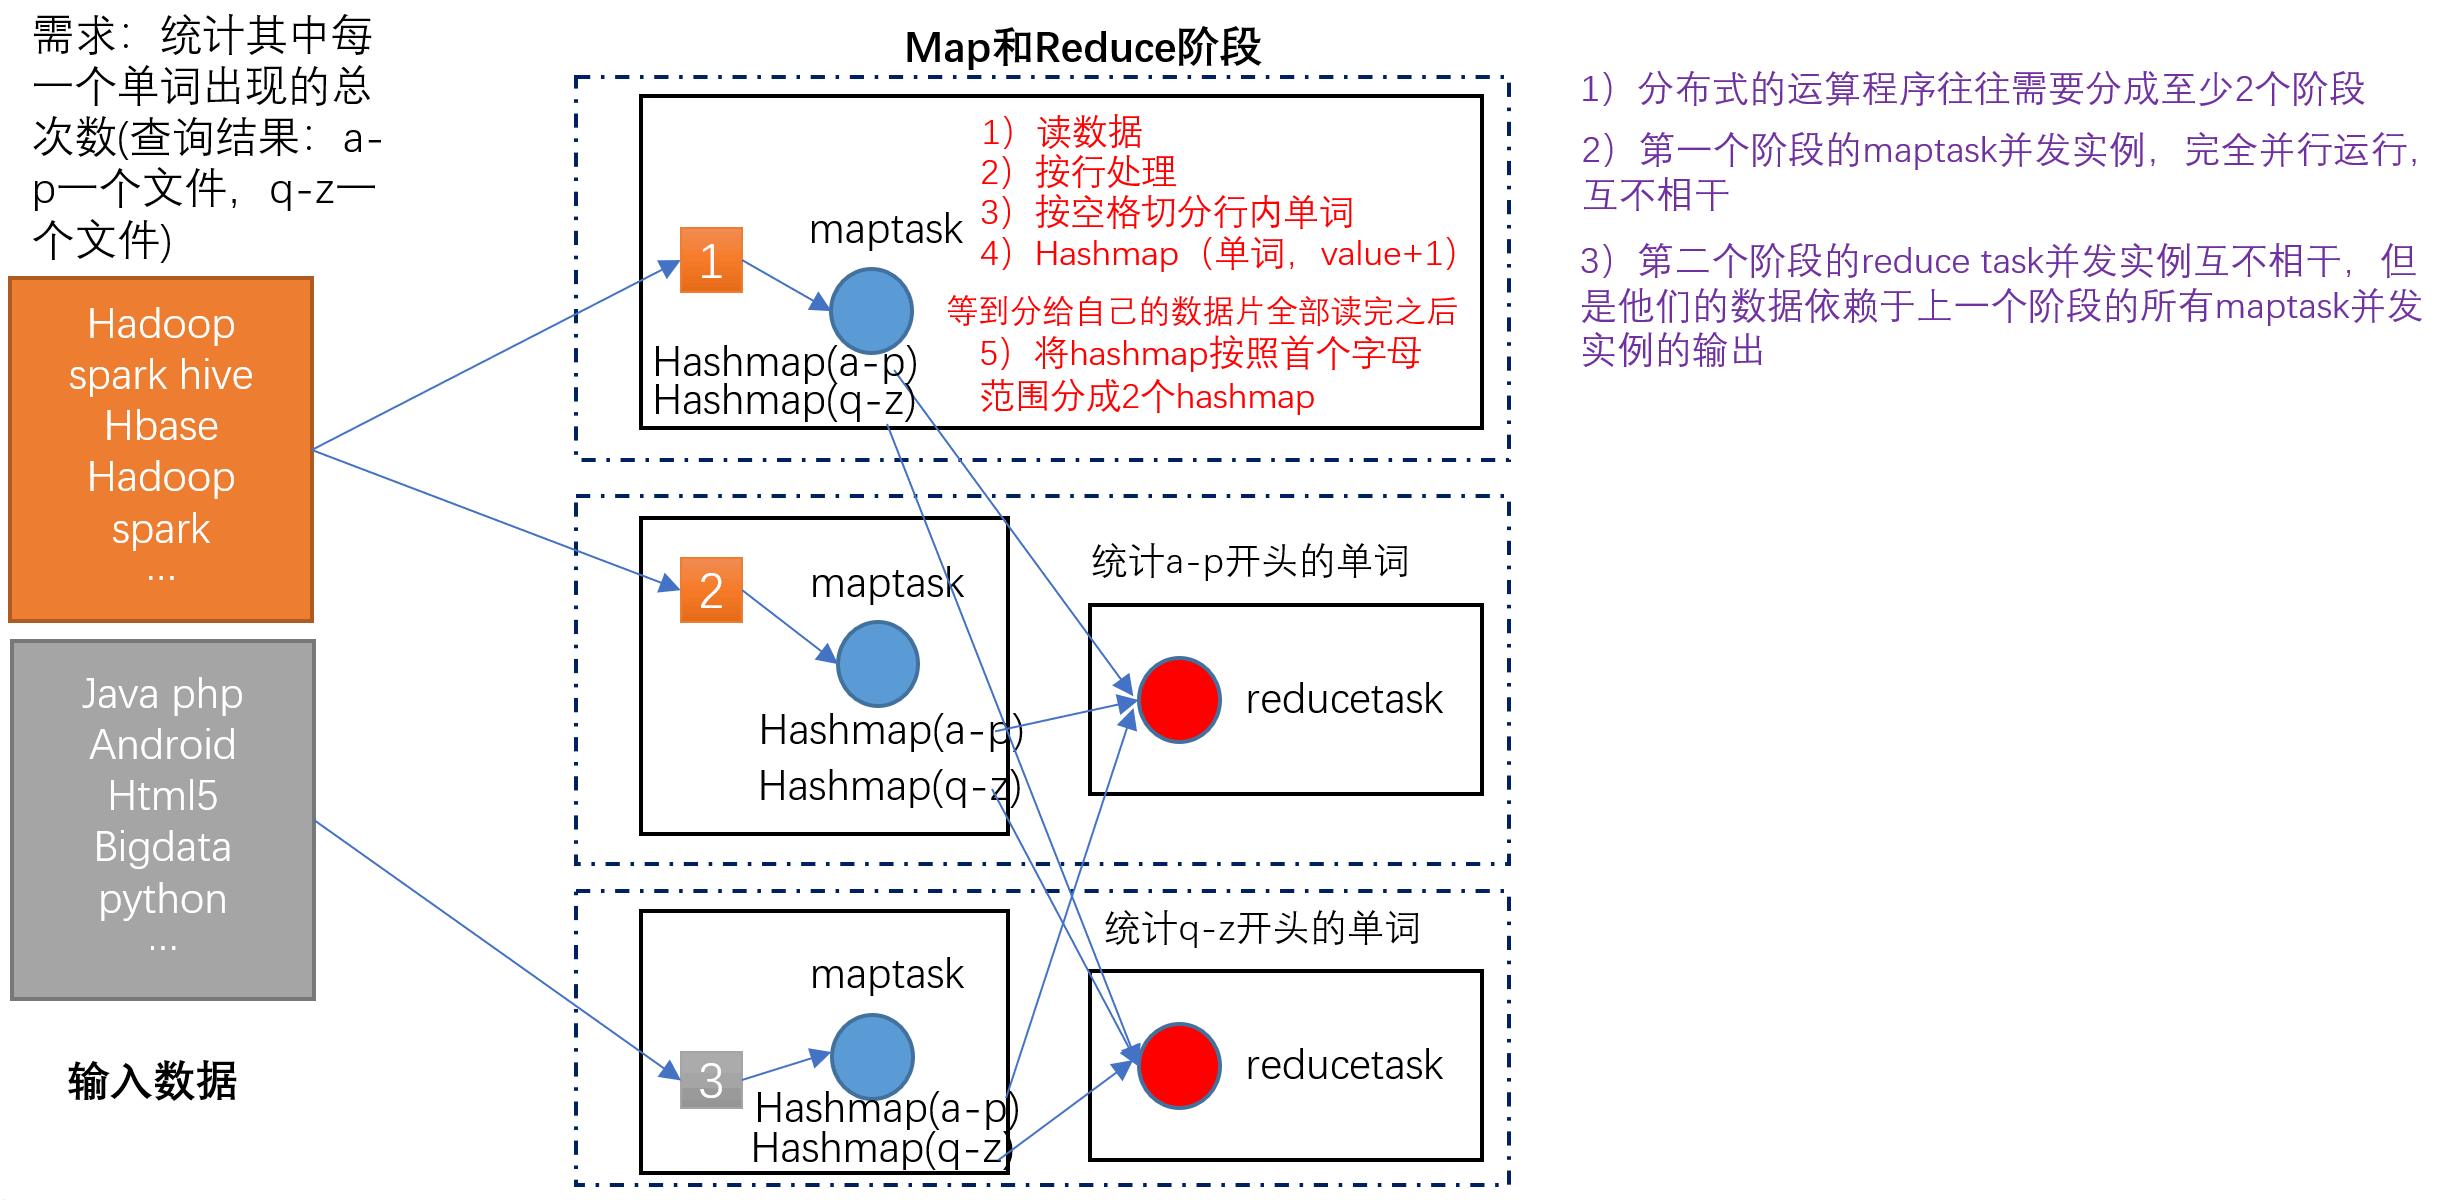 需求：统计其中每
一个单词出现的总
次数(查询结果：a-
p一个文件，q-z一
个文件)
Hadoop
spark hive
Hbase
Hadoop
spark
...
Java php
Android
Html5
Bigdata
python
...
输入数据
Map和Reduce阶段
1）读数据
2）按行处理
3）按空格切分行内单词
4）Hashmap（单词，value+1）
等到分给自己的数据片全部读完之后
5）将hashmap按照首个字母
范围分成2个hashmap
1
maptask
Hashmap(a-p)
Hashmap(q-z)
2
maptask
Hashmap(a-p)
Hashmap(q-z)
统计a-p开头的单词
reducetask
3
maptask
Hashmap(a-p)
Hashmap(q-z)
统计q-z开头的单词
reducetask
1）分布式的运算程序往往需要分成至少2个阶段
2）第一个阶段的maptask并发实例，完全并行运行，
互不相干
3）第二个阶段的reduce task并发实例互不相干，但
是他们的数据依赖于上一个阶段的所有maptask并发
实例的输出